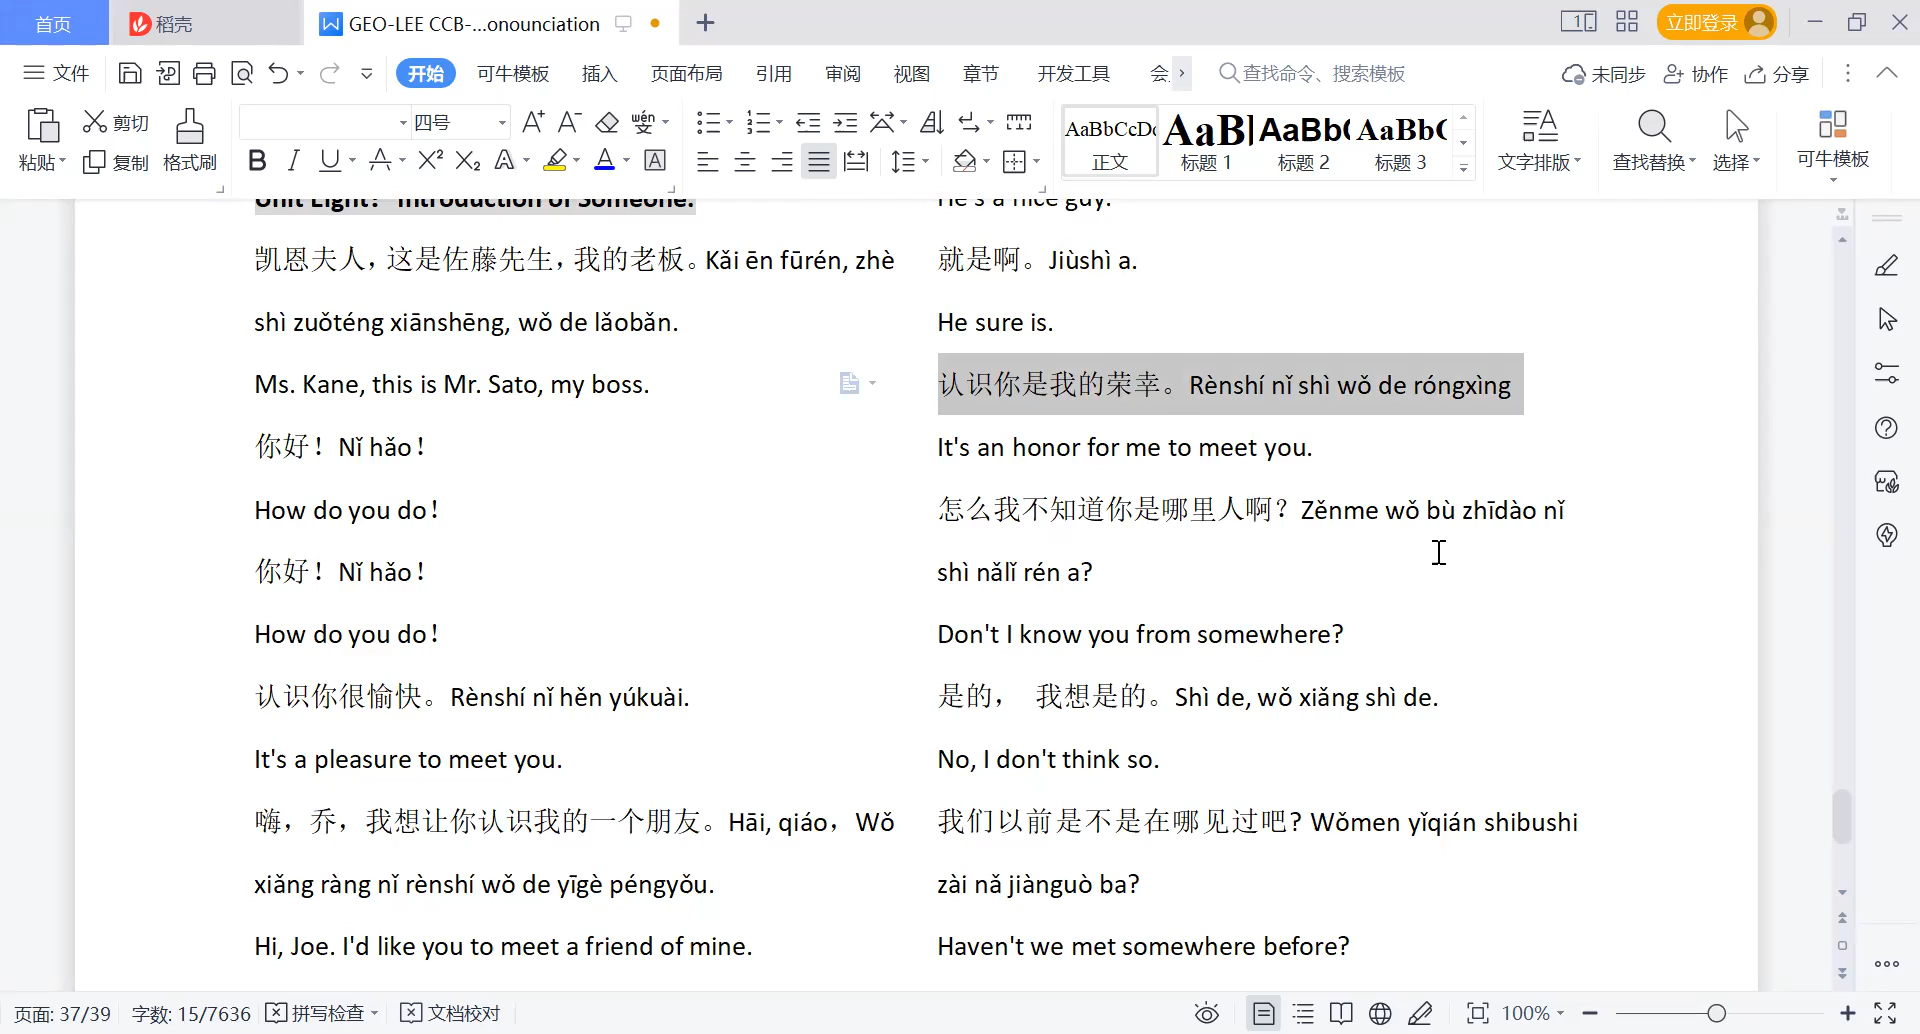 首页
稻壳
GEO-LEE CCB-...onounciation
立即登录
文件
开始
可牛模板
插入
页面布局
引用
审阅
视图
章节
开发工具
会
查找命令、搜索模板
未同步
协作
分享
粘贴
剪切
复制
格式刷
四号
AaBbCcDc
正文
AaBl
标题 1
AaBb(
标题 2
AaBb(
标题 3
文字排版
查找替换
选择
可牛模板
Unit Eight! Introduction of Someone.
凯恩夫人，这是佐藤先生，我的老板。Kǎi ēn fūrén, zhè
shì zuǒténg xiānshēng, wǒ de lǎobǎn.
Ms. Kane, this is Mr. Sato, my boss.
你好！Nǐ hǎo！
How do you do！
你好！Nǐ hǎo！
How do you do！
认识你很愉快。Rènshí nǐ hěn yúkuài.
It's a pleasure to meet you.
嗨，乔，我想让你认识我的一个朋友。Hāi, qiáo，Wǒ
xiǎng ràng nǐ rènshí wǒ de yīgè péngyǒu.
Hi, Joe. I'd like you to meet a friend of mine.
He's a nice guy.
就是啊。Jiùshì a.
He sure is.
认识你是我的荣幸。Rènshí nǐ shì wǒ de róngxìng
It's an honor for me to meet you.
怎么我不知道你是哪里人啊？Zěnme wǒ bù zhīdào nǐ
shì nǎlǐ rén a?
Don't I know you from somewhere?
是的， 我想是的。Shì de, wǒ xiǎng shì de.
No, I don't think so.
我们以前是不是在哪见过吧? Wǒmen yǐqián shibushi
zài nǎ jiànguò ba?
Haven't we met somewhere before?
页面: 37/39
字数: 15/7636
拼写检查
文档校对
100%